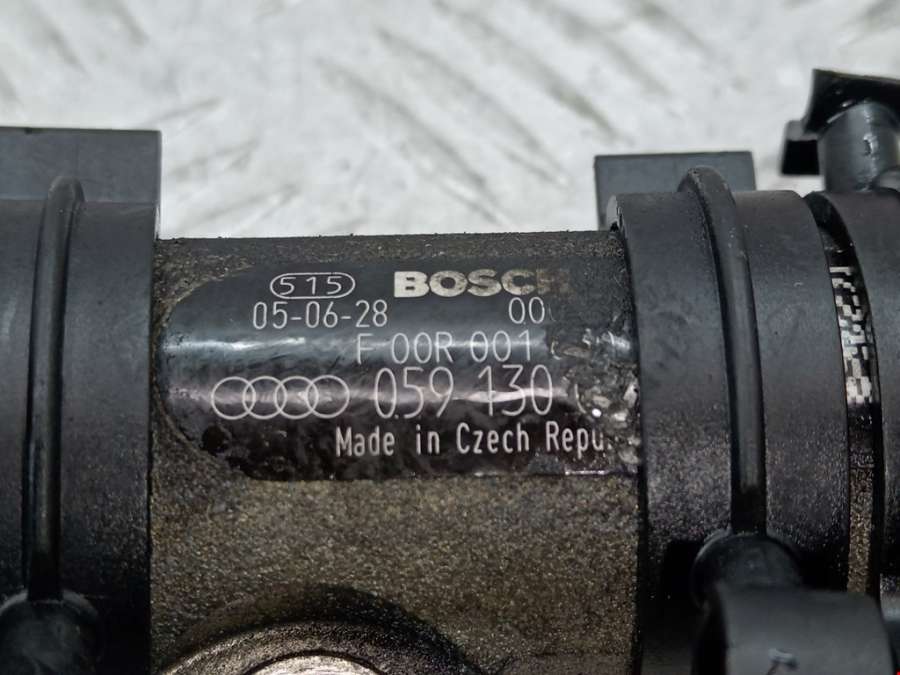 515 BOSCH
05-06-28 00
F 00R 001
059 130
Made in Czech Repu